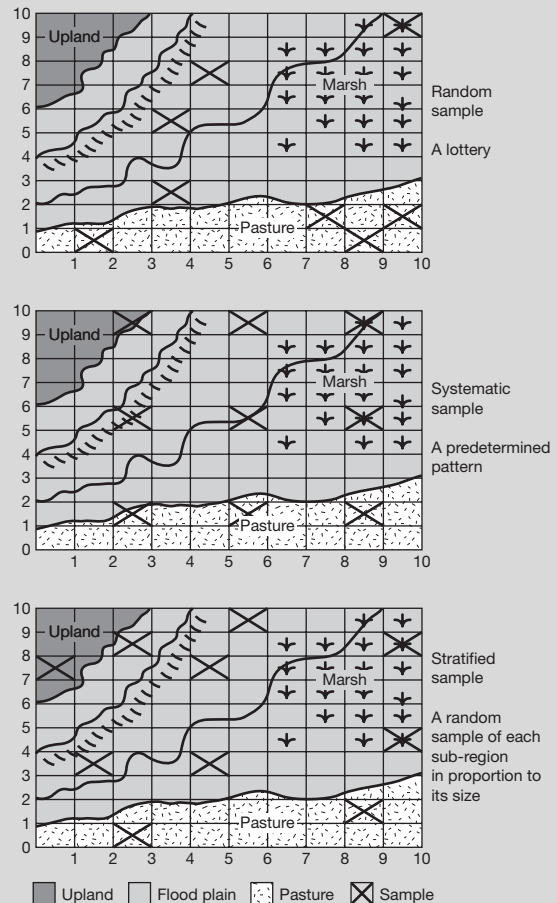 10
9
8
7
6
5
4
3
2
1
0
Upland
Marsh
Pasture
1 2 3 4 5 6 7 8 9 10
Random
sample
A lottery
10
9
8
7
6
5
4
3
2
1
0
Upland
Marsh
Pasture
1 2 3 4 5 6 7 8 9 10
Systematic
sample
A predetermined
pattern
10
9
8
7
6
5
4
3
2
1
0
Upland
Marsh
Pasture
1 2 3 4 5 6 7 8 9 10
Stratified
sample
A random
sample of each
sub-region
in proportion to
its size
Upland Flood plain Pasture Sample